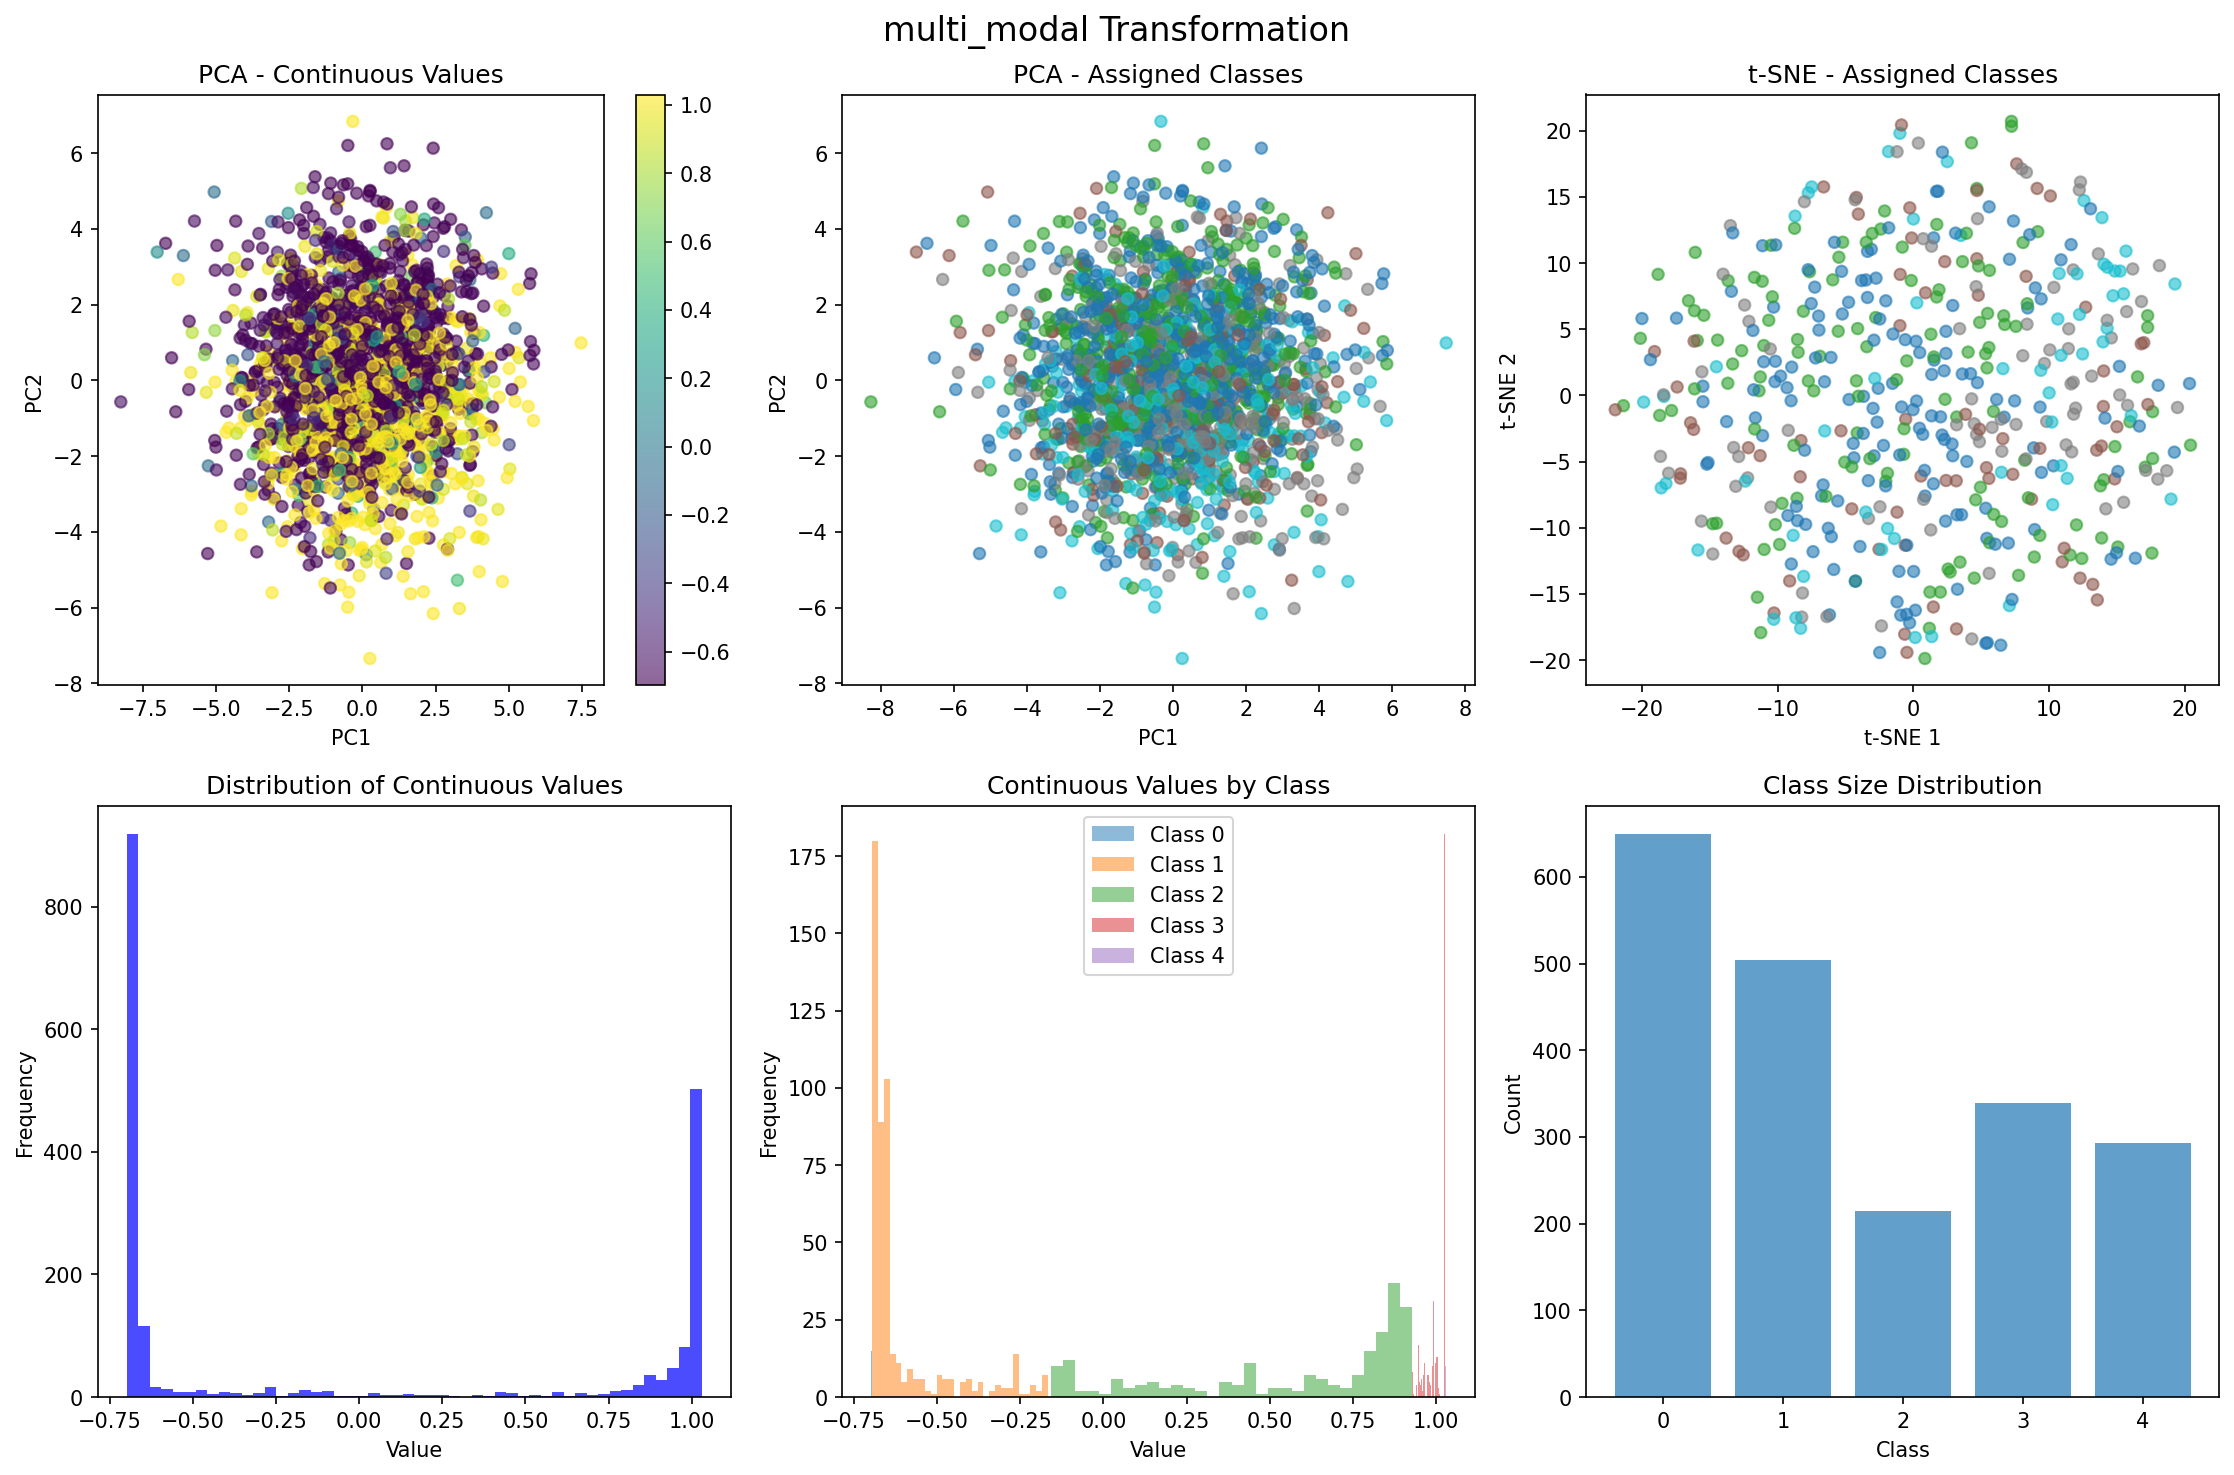 multi_modal Transformation
PCA - Continuous Values
PC2
6
4
2
0
−2
−4
−6
−8
−7.5 −5.0 −2.5 0.0 2.5 5.0 7.5
PC1
1.0
0.8
0.6
0.4
0.2
0.0
−0.2
−0.4
−0.6
PCA - Assigned Classes
PC2
6
4
2
0
−2
−4
−6
−8
−8 −6 −4 −2 0 2 4 6 8
PC1
t-SNE - Assigned Classes
t-SNE 2
20
15
10
5
0
−5
−10
−15
−20
−20 −10 0 10 20
t-SNE 1
Distribution of Continuous Values
Frequency
800
600
400
200
0
−0.75 −0.50 −0.25 0.00 0.25 0.50 0.75 1.00
Value
Continuous Values by Class
Class 0
Class 1
Class 2
Class 3
Class 4
Frequency
175
150
125
100
75
50
25
0
−0.75 −0.50 −0.25 0.00 0.25 0.50 0.75 1.00
Value
Class Size Distribution
Count
600
500
400
300
200
100
0
0 1 2 3 4
Class